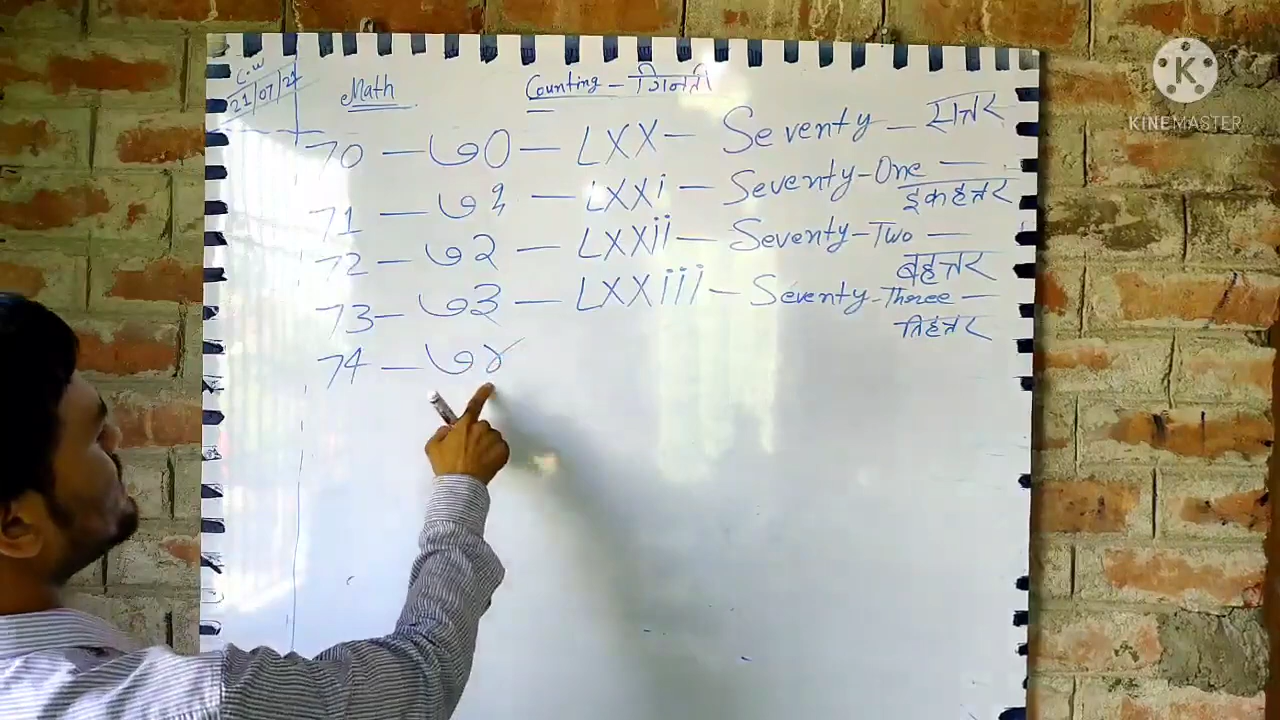 C.W
21/07/21
Math
Counting - गिनती
70 — ७0 — LXX — Seventy — सत्तर
71 — ७१ — LXXi — Seventy-One — इकहत्तर
72 — ७२ — LXXii — Seventy-Two — बहत्तर
73 — ७३ — LXXiii — Seventy-Three — तिहत्तर
74 — ७४
K
KINEMASTER